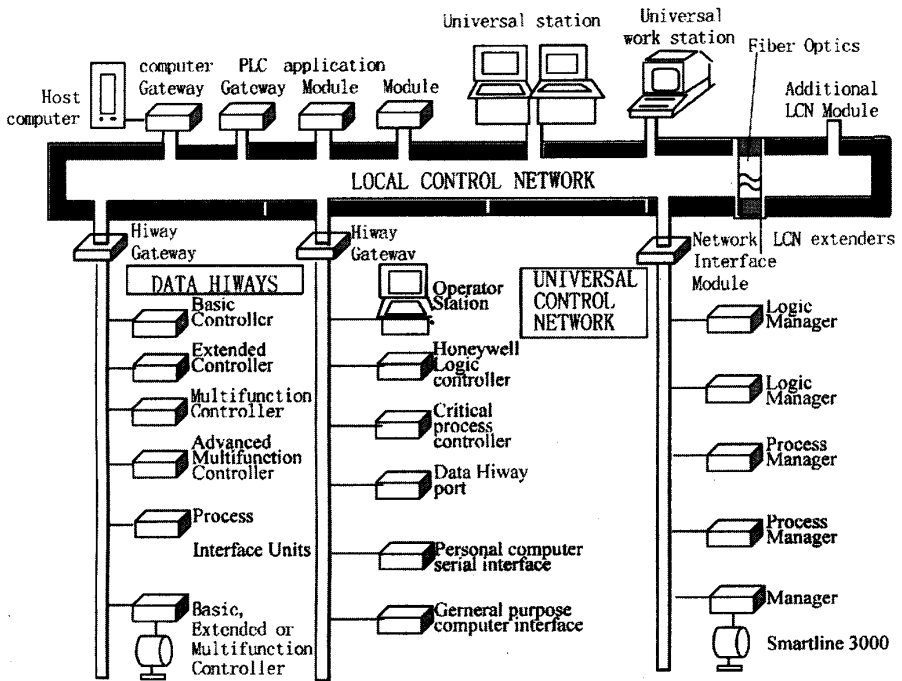 Universal station
Universal
work station
Fiber Optics
computer
Gateway
PLC
Gateway
application
Module
Module
Host
computer
Additional
LCN Module
LOCAL CONTROL NETWORK
Hiway
Gateway
Hiway
Gateway
Network
Interface
Module
LCN extenders
DATA HIWAYS
UNIVERSAL
CONTROL
NETWORK
Basic
Controller
Extended
Controller
Multifunction
Controller
Advanced
Multifunction
Controller
Process
Interface Units
Basic,
Extended or
Multifunction
Controller
Operator
Station
Honeywell
Logic
controller
Critical
process
controller
Data Hiway
port
Personal computer
serial interface
Gerneral purpose
computer interface
Logic
Manager
Logic
Manager
Process
Manager
Process
Manager
Manager
Smartline 3000